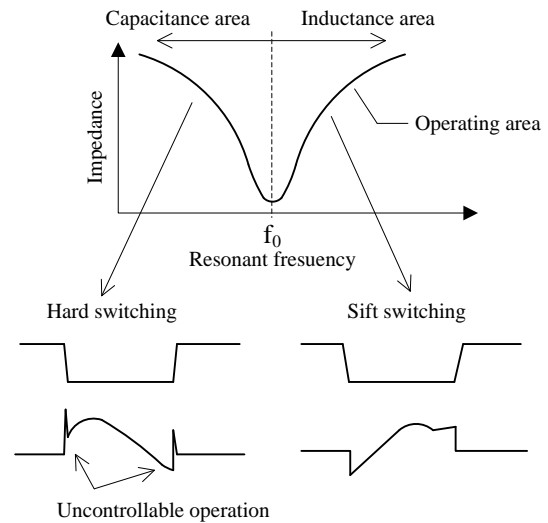 Capacitance area
Inductance area
Impedance
Operating area
f0
Resonant fresuency
Hard switching
Sift switching
Uncontrollable operation